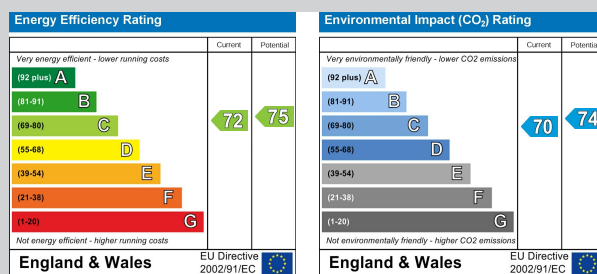 Energy Efficiency Rating
Current Potential
Very energy efficient - lower running costs
(92 plus) A
(81-91) B
(69-80) C
72 75
(55-68) D
(39-54) E
(21-38) F
(1-20) G
Not energy efficient - higher running costs
England & Wales
EU Directive
2002/91/EC
Environmental Impact (CO₂) Rating
Current Potential
Very environmentally friendly - lower CO2 emissions
(92 plus) A
(81-91) B
(69-80) C
70 74
(55-68) D
(39-54) E
(21-38) F
(1-20) G
Not environmentally friendly - higher CO2 emissions
England & Wales
EU Directive
2002/91/EC